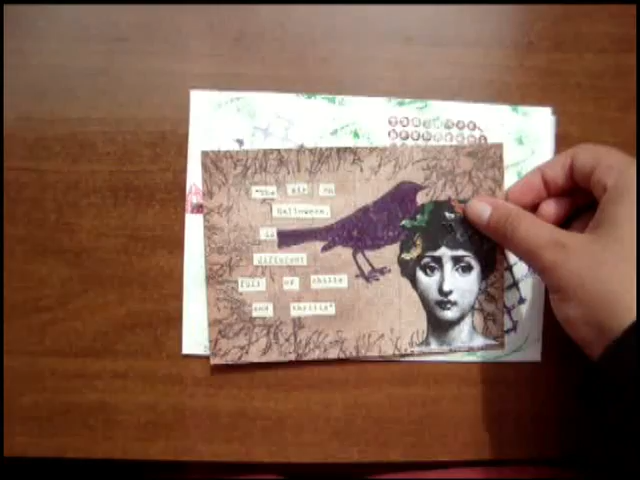 "The air on
Halloween,
is
different
full of chills
and thrills"